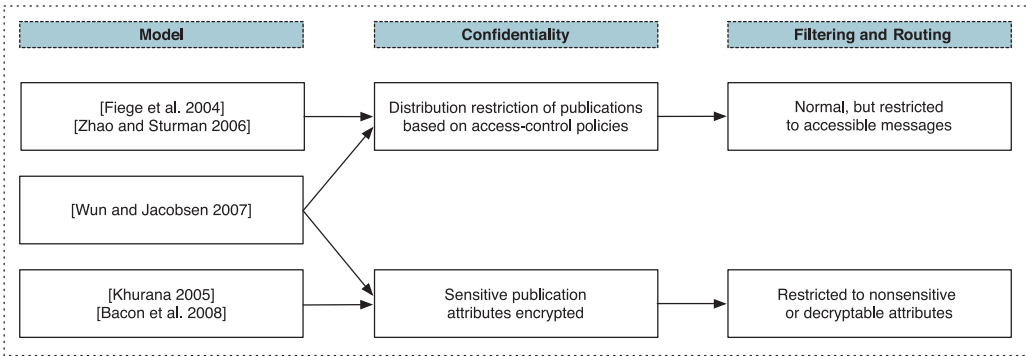 Model
Confidentiality
Filtering and Routing
[Fiege et al. 2004]
[Zhao and Sturman 2006]
Distribution restriction of publications
based on access-control policies
Normal, but restricted
to accessible messages
[Wun and Jacobsen 2007]
[Khurana 2005]
[Bacon et al. 2008]
Sensitive publication
attributes encrypted
Restricted to nonsensitive
or decryptable attributes